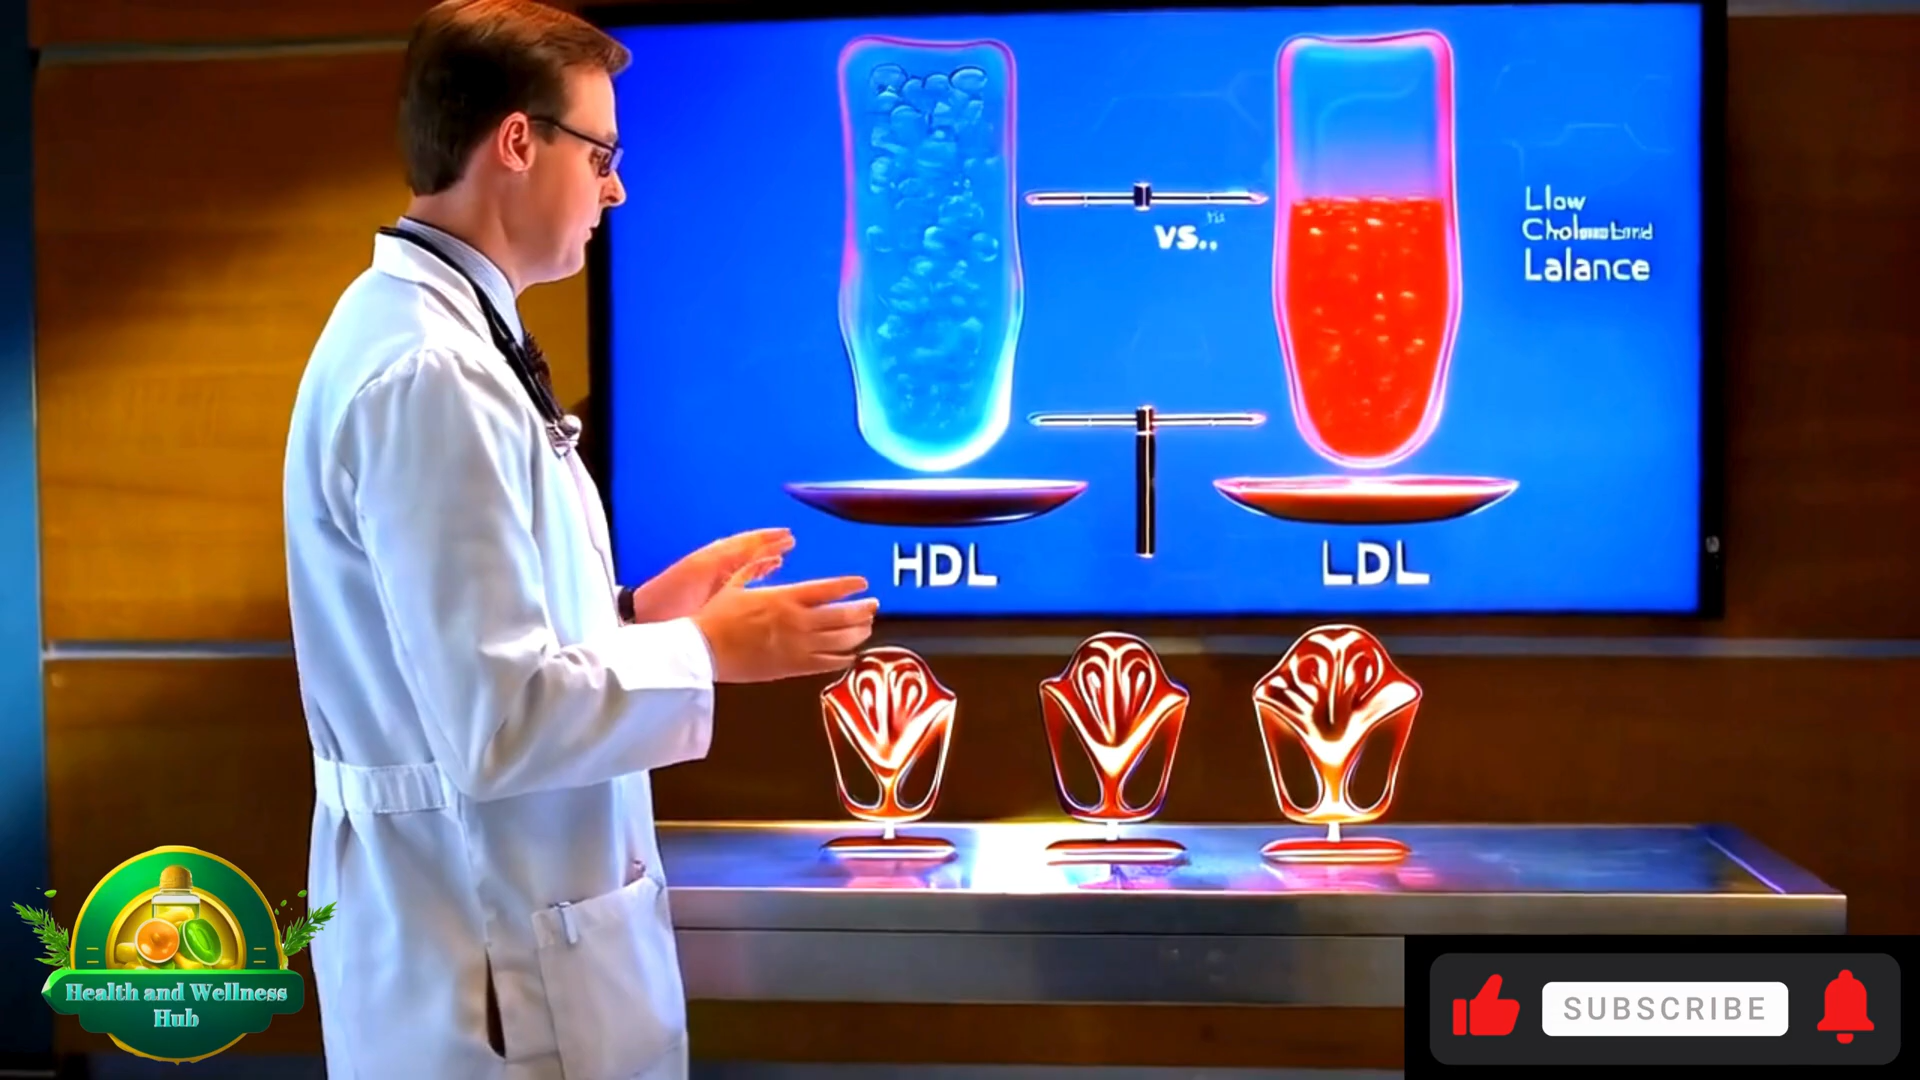 vs..
Llow
Lalance
HDL
LDL
Health and Wellness
Hub
SUBSCRIBE